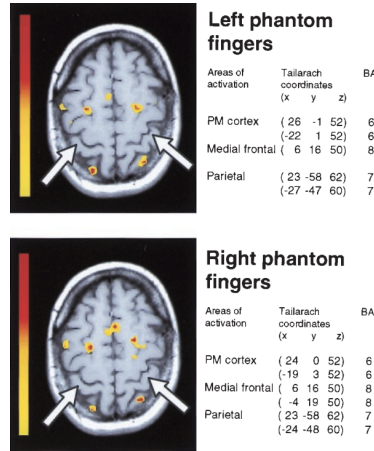 Left phantom
fingers
Areas of Tailarach BA
activation coordinates
(x y z)
PM cortex ( 26 -1 52) 6
(-22 1 52) 6
Medial frontal ( 6 16 50) 8
Parietal ( 23 -58 62) 7
(-27 -47 60) 7
Right phantom
fingers
Areas of Tailarach BA
activation coordinates
(x y z)
PM cortex ( 24 0 52) 6
(-19 3 52) 6
Medial frontal ( 6 16 50) 8
( -4 19 50) 8
Parietal ( 23 -58 62) 7
(-24 -48 60) 7